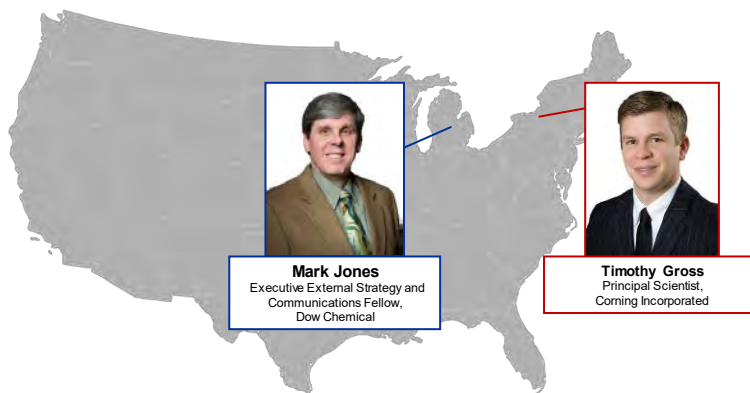 Mark Jones
Executive External Strategy and
Communications Fellow,
Dow Chemical
Timothy Gross
Principal Scientist,
Corning Incorporated